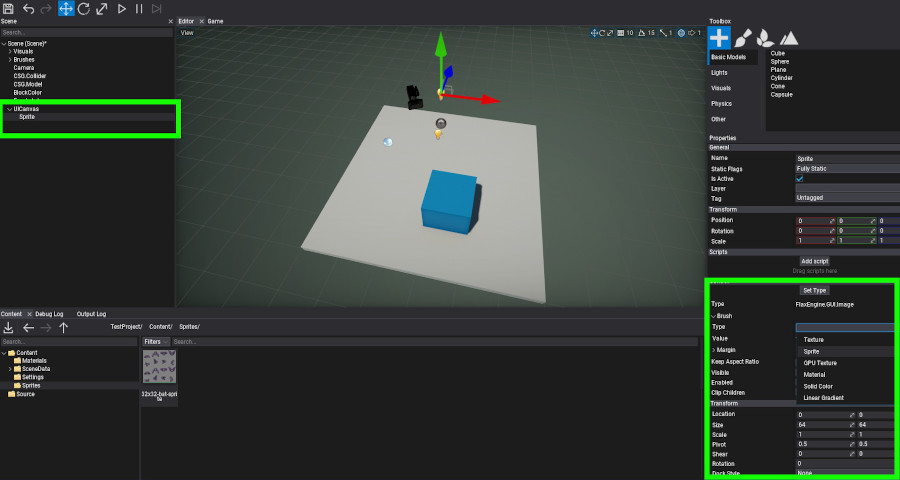 Scene
Search...
Scene (Scene)*
Visuals
Brushes
Camera
CSG.Collider
CSG.Model
BlockColor
UICanvas
Sprite
Editor x Game
View
10 15 1 1
Toolbox
Basic Models
Lights
Visuals
Physics
Other
Cube
Sphere
Plane
Cylinder
Cone
Capsule
Properties
General
Name Sprite
Static Flags Fully Static
Is Active
Layer
Tag Untagged
Transform
Position 0 0 0
Rotation 0 0 0
Scale 1 1 1
Scripts
Add script
Drag scripts here
Set Type
Type FlaxEngine.GUI.Image
Brush
Type
Value
Margin
Keep Aspect Ratio
Visible
Enabled
Clip Children
Texture
Sprite
GPU Texture
Material
Solid Color
Linear Gradient
Transform
Location 0 0
Size 64 64
Scale 1 1
Pivot 0.5 0.5
Shear 0 0
Rotation 0
Dock Style None
Content x Debug Log Output Log
TestProject/ Content/ Sprites/
Search...
Filters Search...
Content
Materials
SceneData
Settings
Sprites
Source
32x32-bat-spri
te